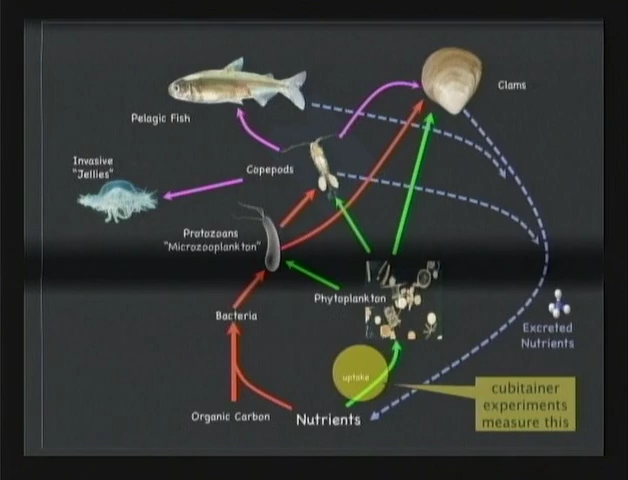 Pelagic Fish
Clams
Invasive
"Jellies"
Copepods
Protozoans
"Microzooplankton"
Phytoplankton
Bacteria
Excreted
Nutrients
uptake
cubitainer
experiments
measure this
Organic Carbon
Nutrients